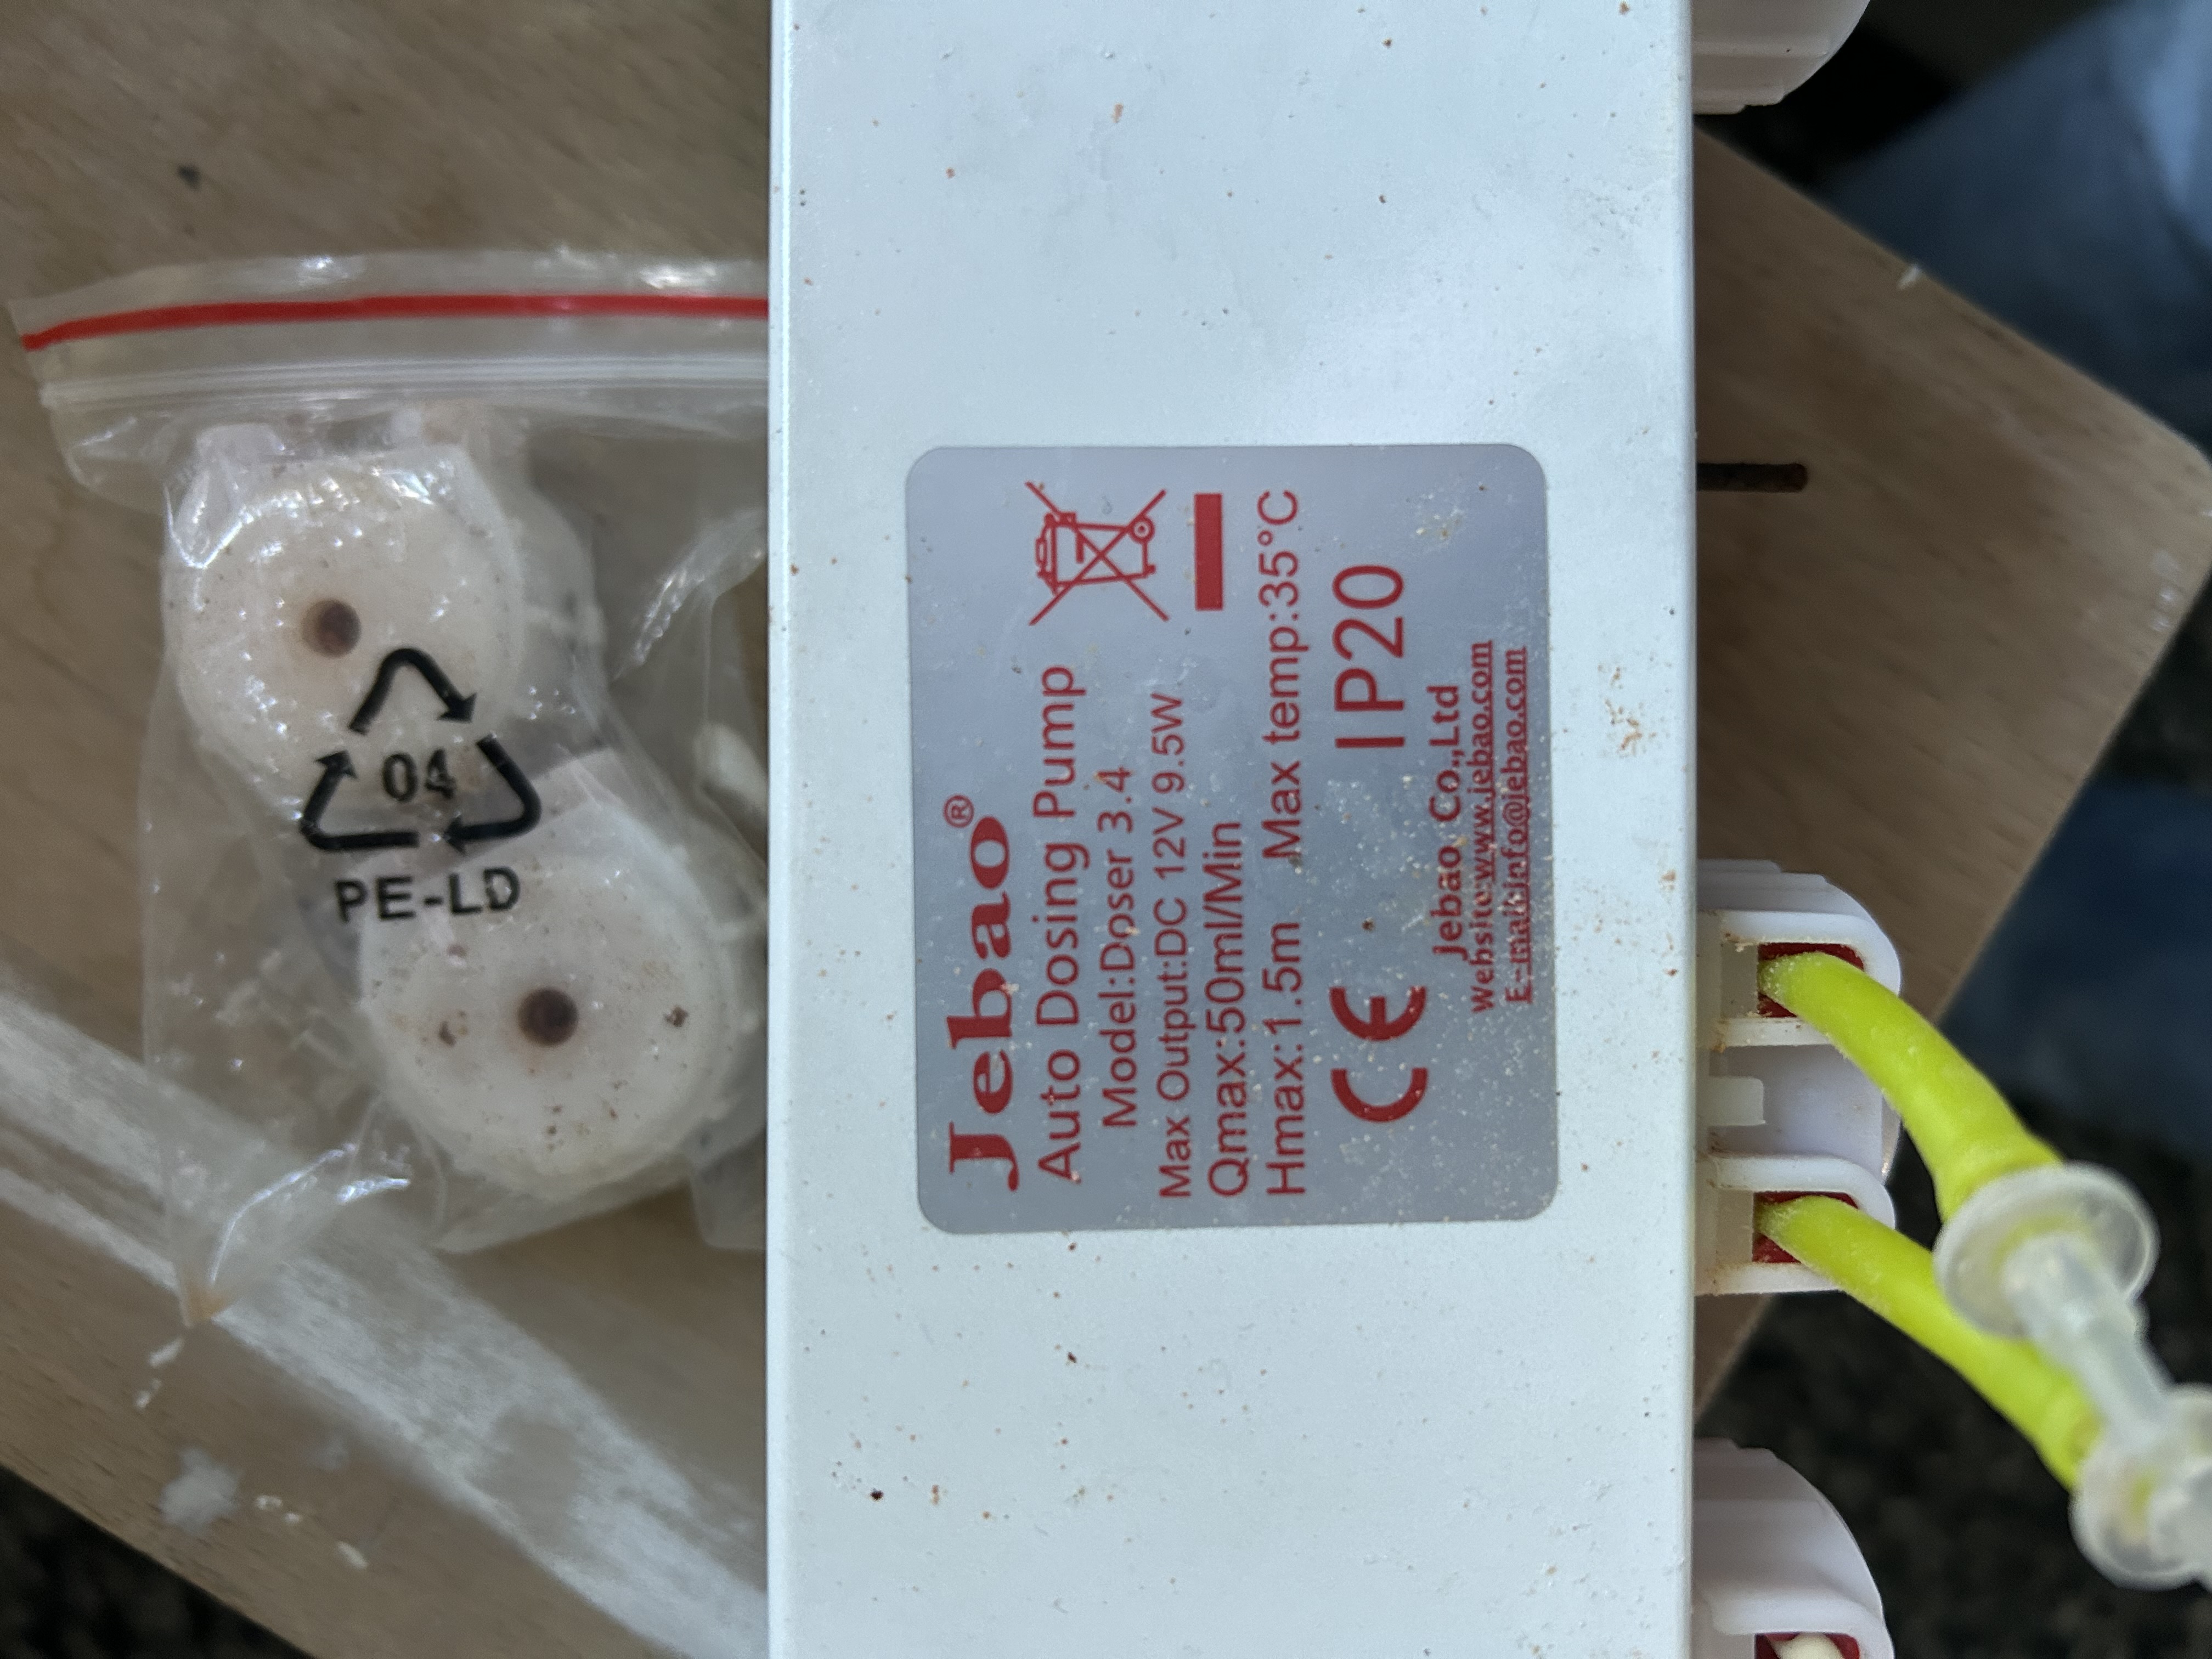 Jebao®
Auto Dosing Pump
Model:Doser 3.4
Max Output:DC 12V 9.5W
Qmax:50ml/Min
Hmax:1.5m Max temp:35°C
CE IP20
Jebao Co.,Ltd
Website:www.jebao.com
E-mail:info@jebao.com
04
PE-LD